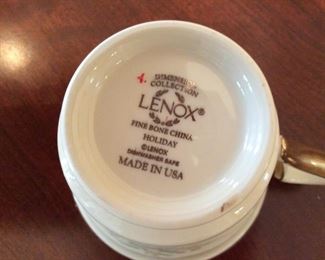 DIMENSION
COLLECTION
LENOX®
FINE BONE CHINA
HOLIDAY
©LENOX
DISHWASHER SAFE
MADE IN USA